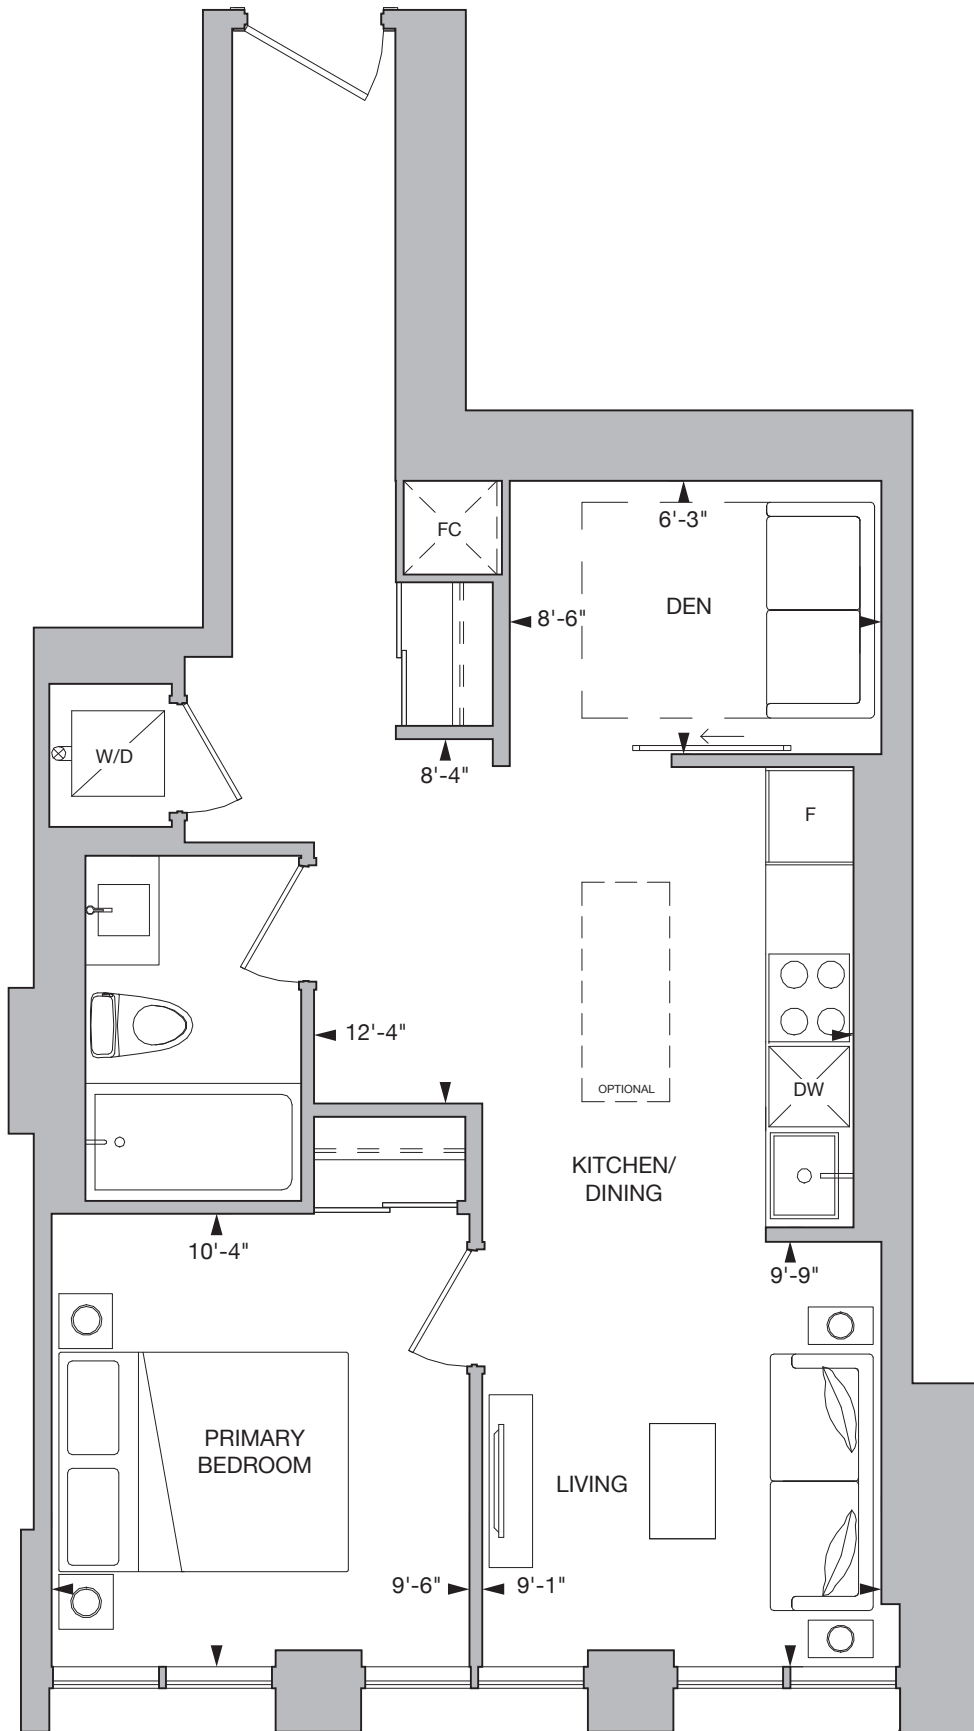 FC
6'-3"
DEN
8'-6"
W/D
8'-4"
F
12'-4"
OPTIONAL
DW
KITCHEN/
DINING
10'-4"
9'-9"
PRIMARY
BEDROOM
LIVING
9'-6"
9'-1"